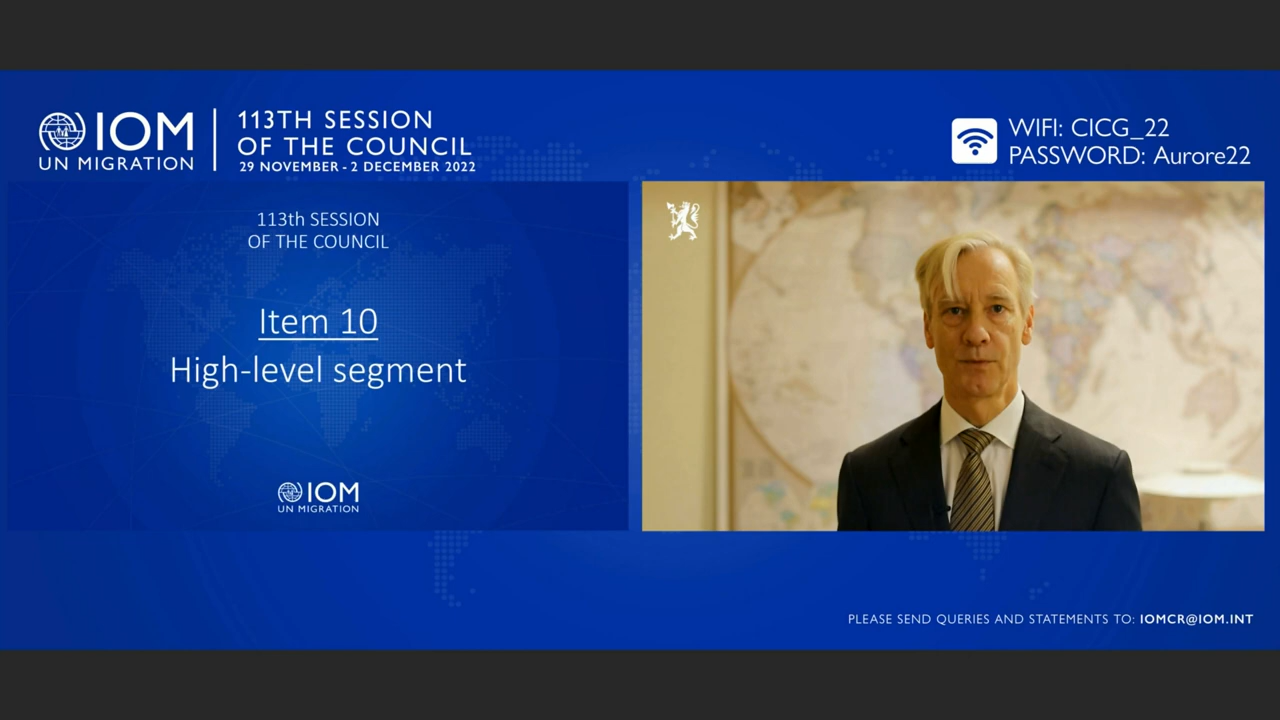 IOM
UN MIGRATION
113TH SESSION
OF THE COUNCIL
29 NOVEMBER - 2 DECEMBER 2022
WIFI: CICG_22
PASSWORD: Aurore22
113th SESSION
OF THE COUNCIL
Item 10
High-level segment
IOM
UN MIGRATION
PLEASE SEND QUERIES AND STATEMENTS TO: IOMCR@IOM.INT